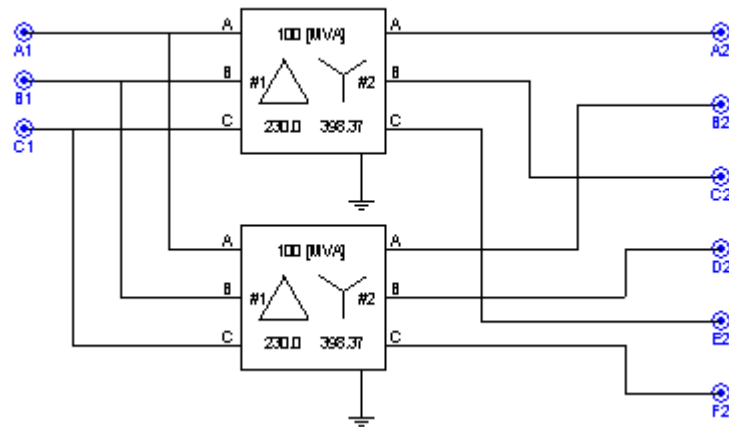 A 100 [MVA] A
A1 A2
B B
#1 #2
B1
C C
230.0 398.37
B2
C1
C2
A 100 [MVA] A
D2
B B
#1 #2
C C
230.0 398.37
E2
F2